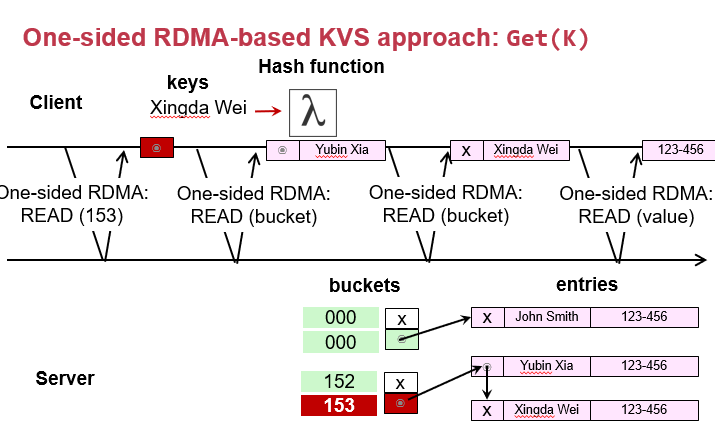 One-sided RDMA-based KVS approach: Get(K)
Hash function
keys
Client
Xingda Wei
λ
Yubin Xia
X
Xingda Wei
123-456
One-sided RDMA:
READ (153)
One-sided RDMA:
READ (bucket)
One-sided RDMA:
READ (bucket)
One-sided RDMA:
READ (value)
buckets
entries
000
X
X
John Smith
123-456
000
Server
Yubin Xia
123-456
152
X
153
X
Xingda Wei
123-456